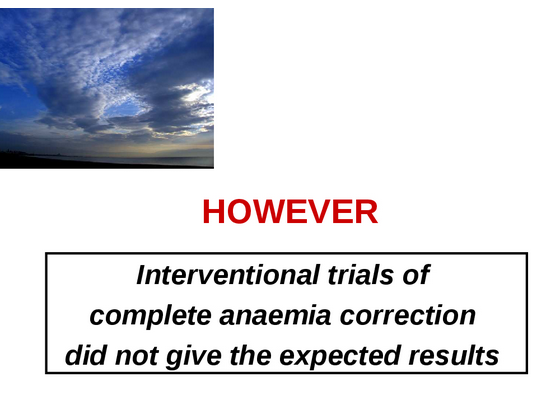 HOWEVER
Interventional trials of
complete anaemia correction
did not give the expected results